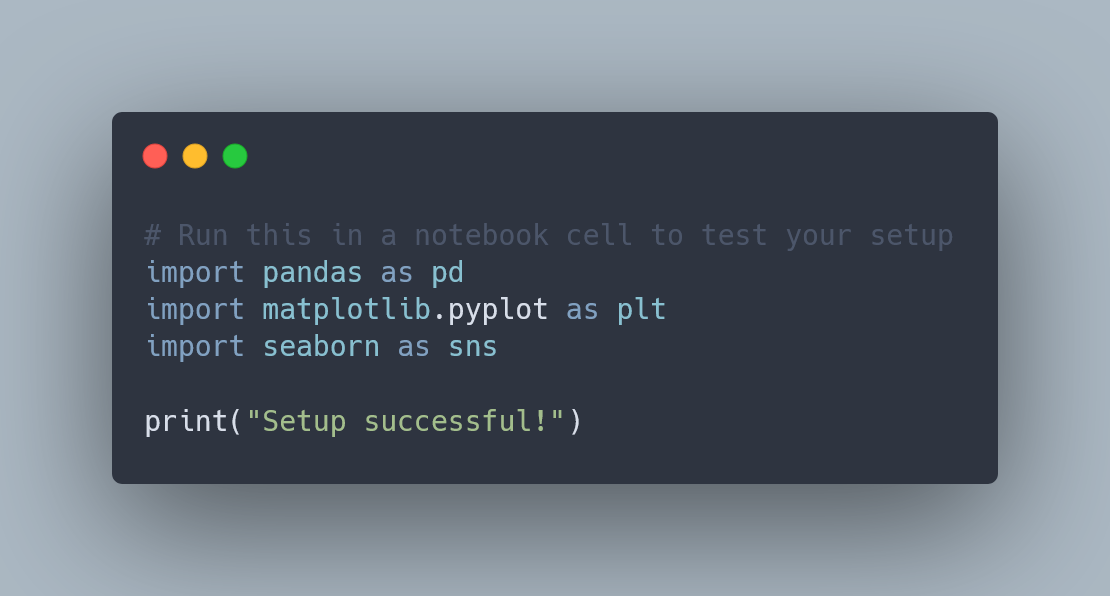 # Run this in a notebook cell to test your setup
import pandas as pd
import matplotlib.pyplot as plt
import seaborn as sns

print("Setup successful!")